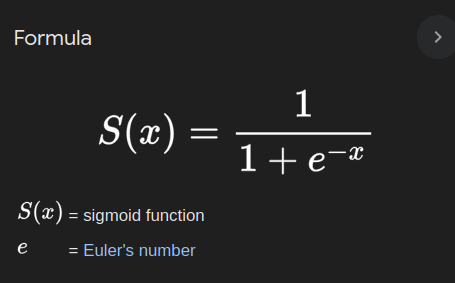 Formula
S(x) = 1 / (1 + e^{-x})
S(x) = sigmoid function
e = Euler's number